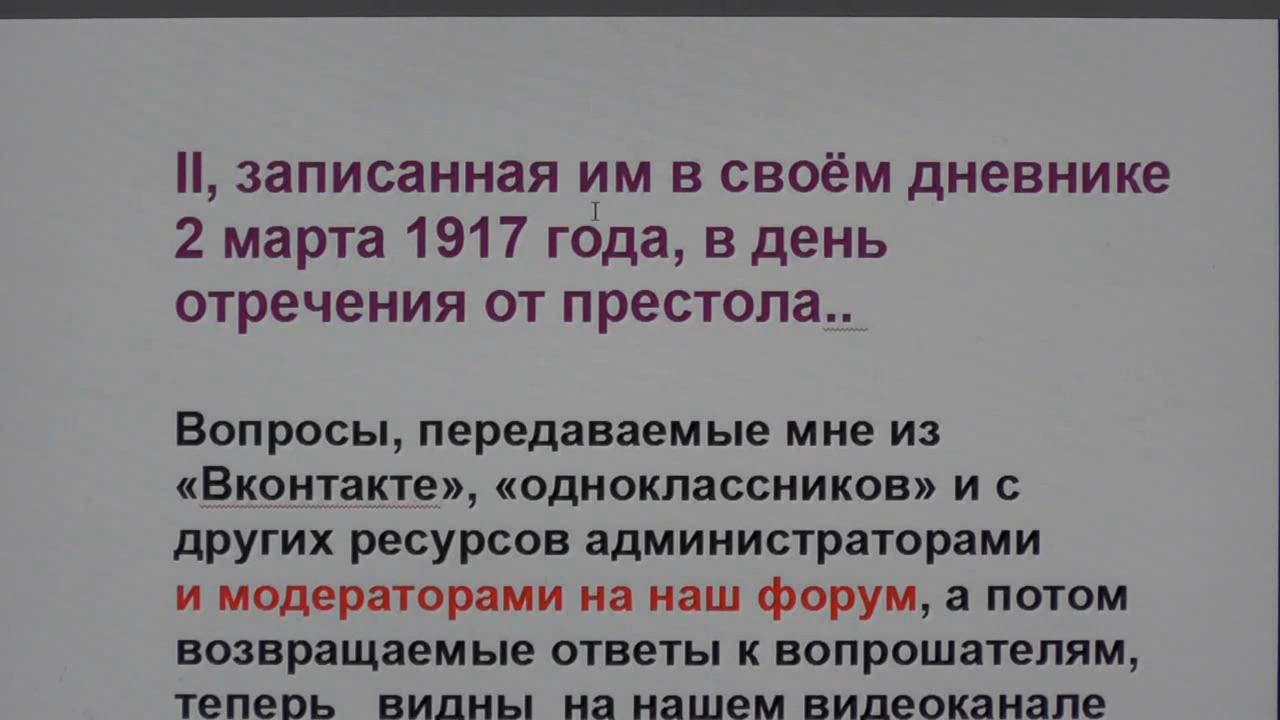 II, записанная им в своём дневнике
2 марта 1917 года, в день
отречения от престола..
Вопросы, передаваемые мне из
«Вконтакте», «одноклассников» и с
других ресурсов администраторами
и модераторами на наш форум, а потом
возвращаемые ответы к вопрошателям,
теперь видны на нашем видеоканале